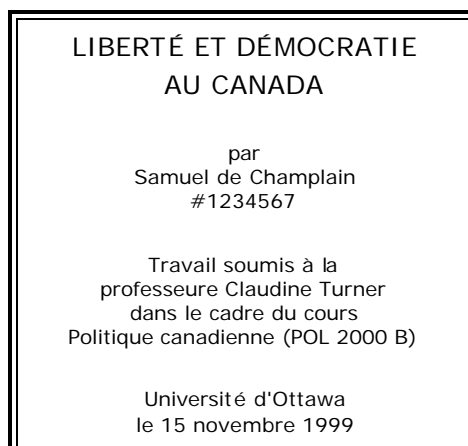 LIBERTÉ ET DÉMOCRATIE
AU CANADA
par
Samuel de Champlain
#1234567
Travail soumis à la
professeure Claudine Turner
dans le cadre du cours
Politique canadienne (POL 2000 B)
Université d'Ottawa
le 15 novembre 1999